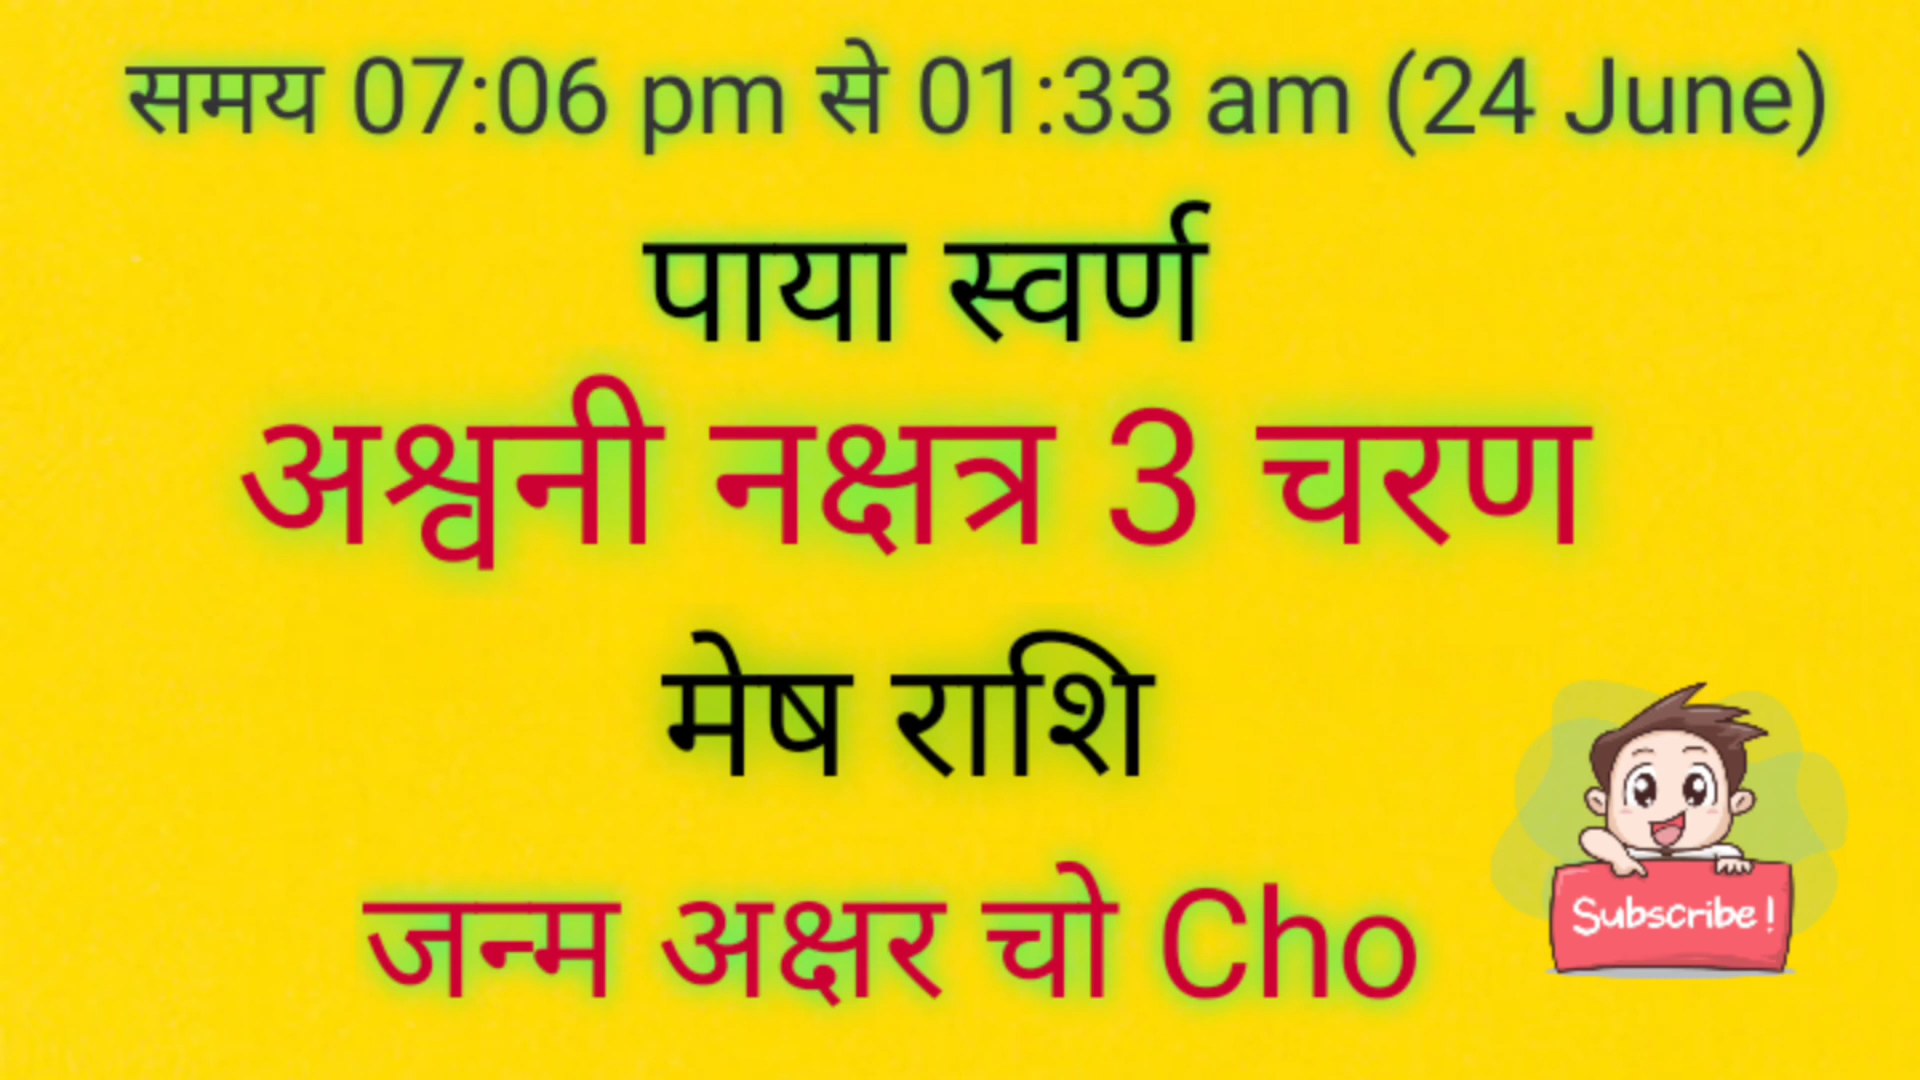 समय 07:06 pm से 01:33 am (24 June)
पाया स्वर्ण
अश्वनी नक्षत्र 3 चरण
मेष राशि
जन्म अक्षर चो Cho
Subscribe!